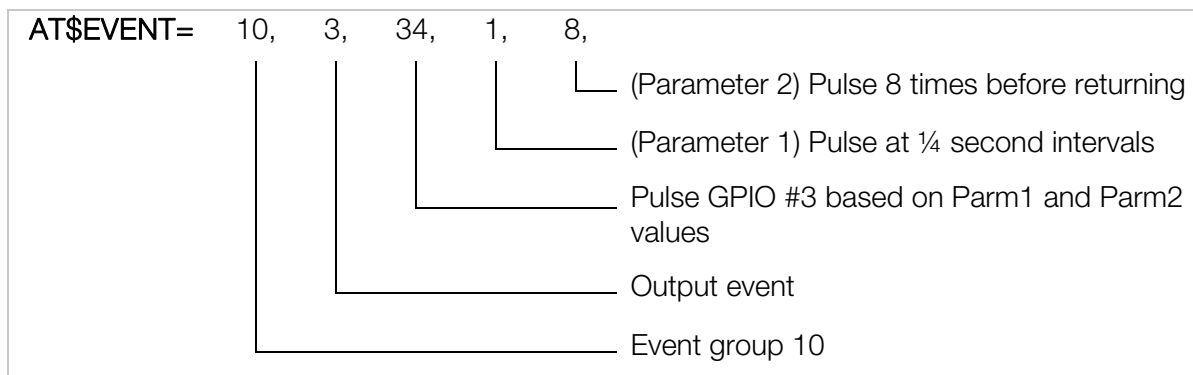 AT$EVENT= 10, 3, 34, 1, 8,
(Parameter 2) Pulse 8 times before returning
(Parameter 1) Pulse at ¼ second intervals
Pulse GPIO #3 based on Parm1 and Parm2
values
Output event
Event group 10